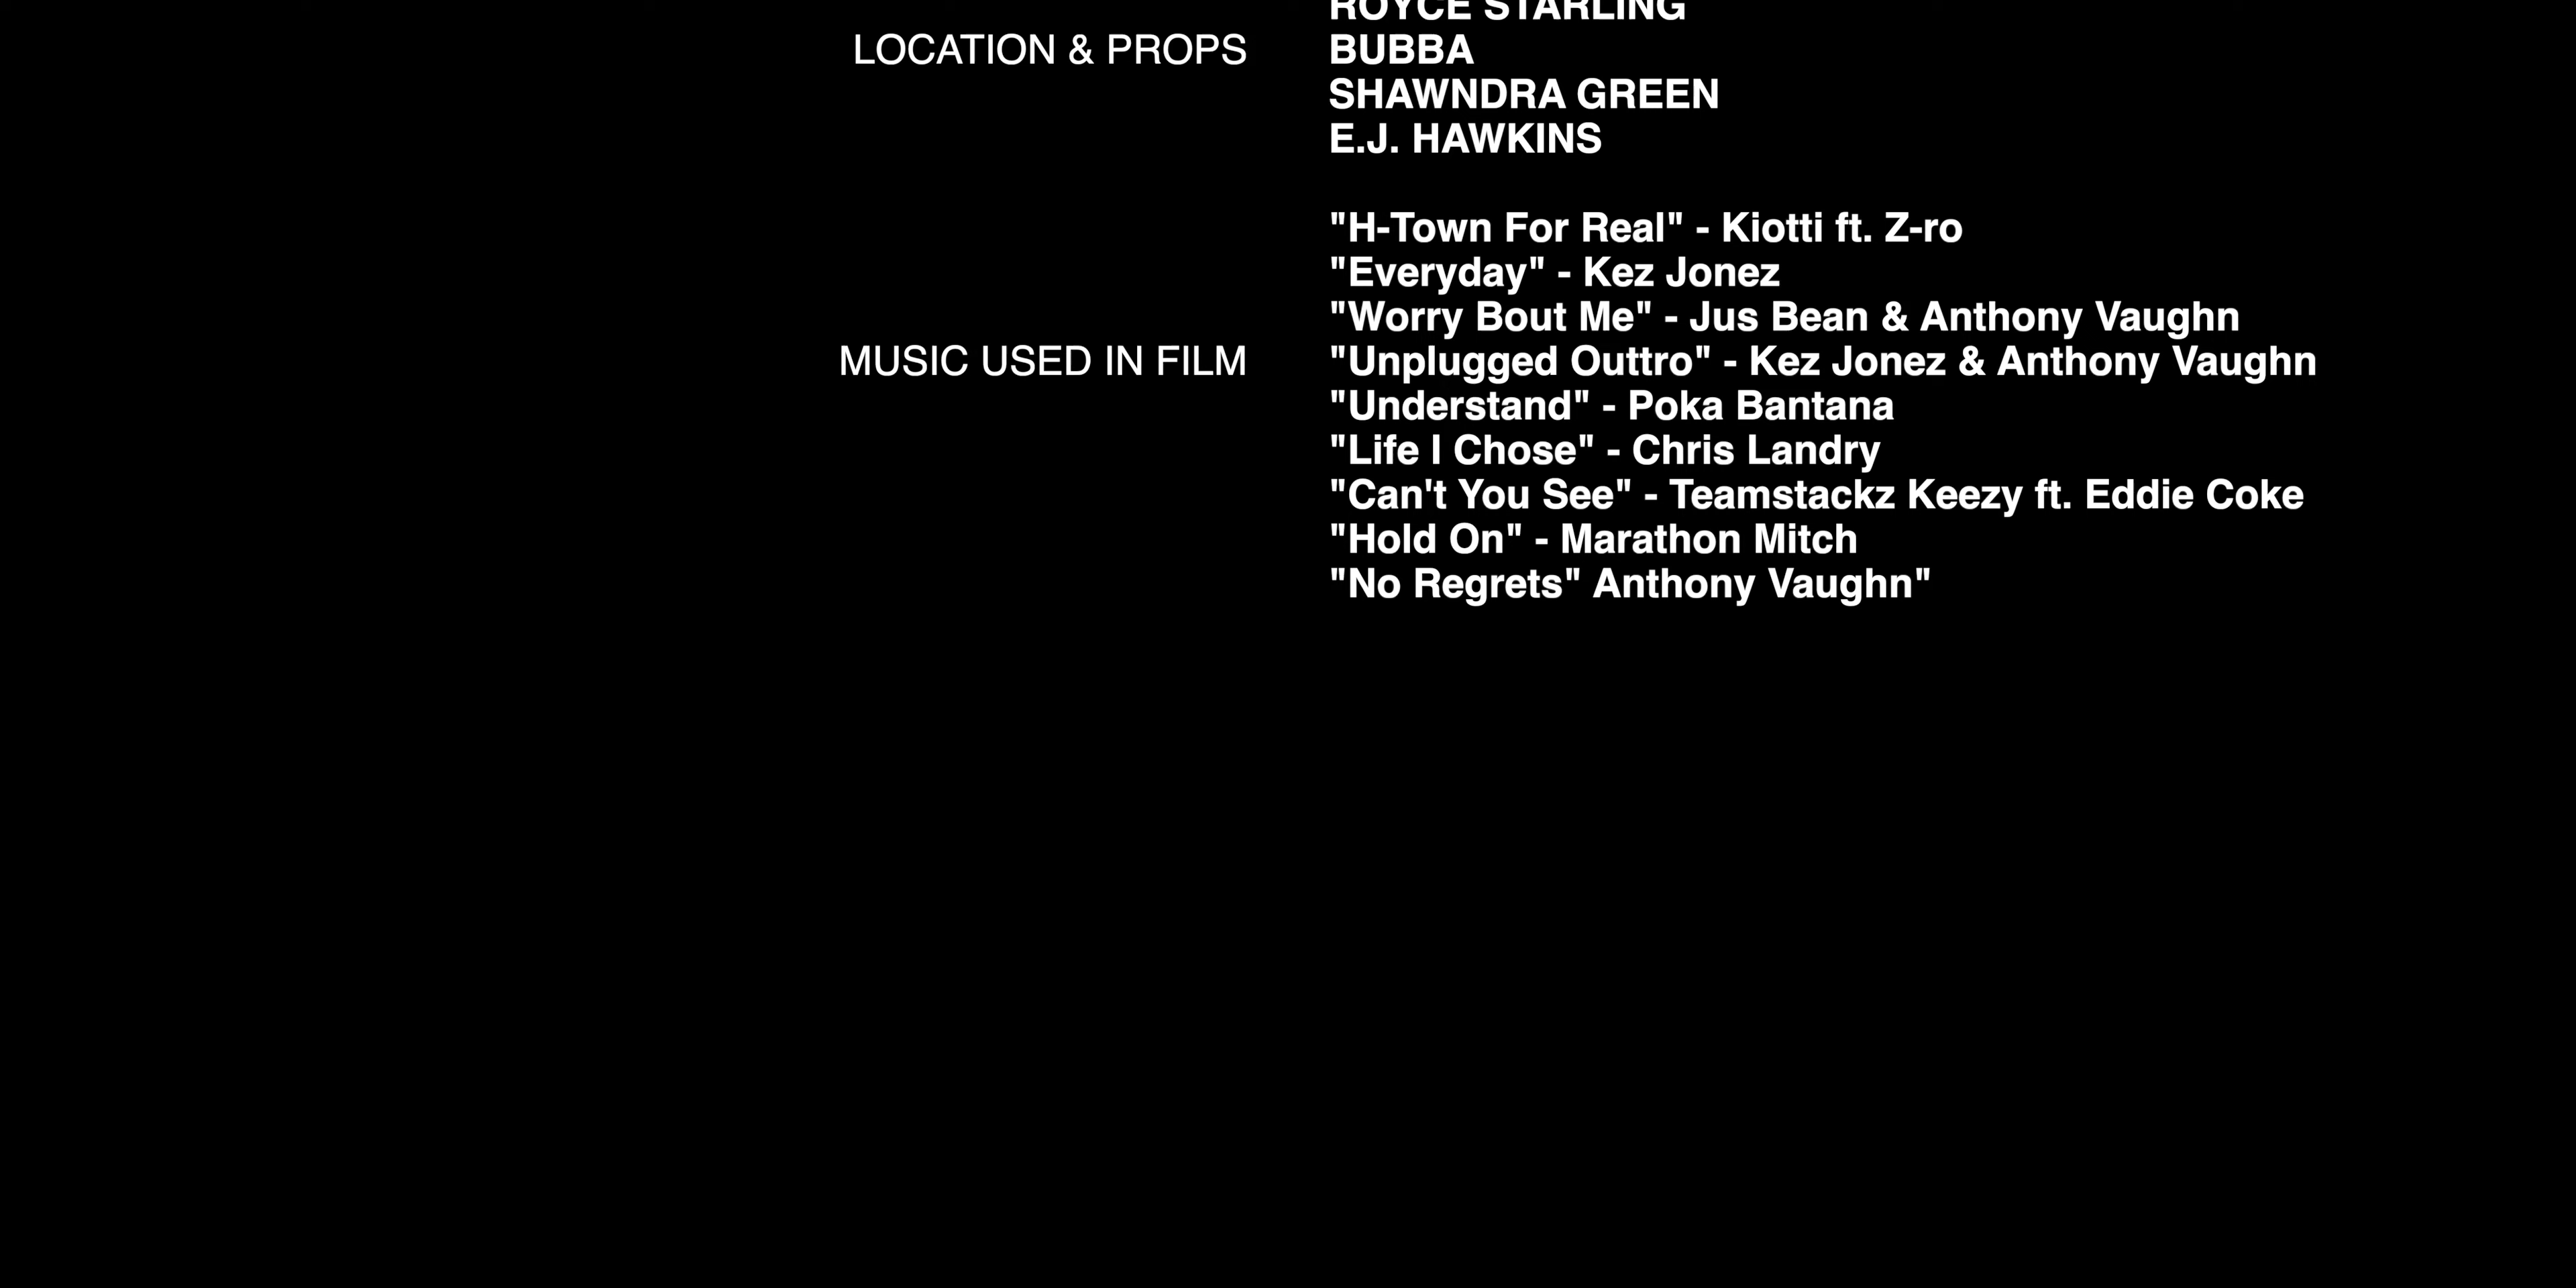 ROYCE STARLING
LOCATION & PROPS BUBBA
SHAWNDRA GREEN
E.J. HAWKINS
"H-Town For Real" - Kiotti ft. Z-ro
"Everyday" - Kez Jonez
"Worry Bout Me" - Jus Bean & Anthony Vaughn
MUSIC USED IN FILM "Unplugged Outtro" - Kez Jonez & Anthony Vaughn
"Understand" - Poka Bantana
"Life I Chose" - Chris Landry
"Can't You See" - Teamstackz Keezy ft. Eddie Coke
"Hold On" - Marathon Mitch
"No Regrets" Anthony Vaughn"